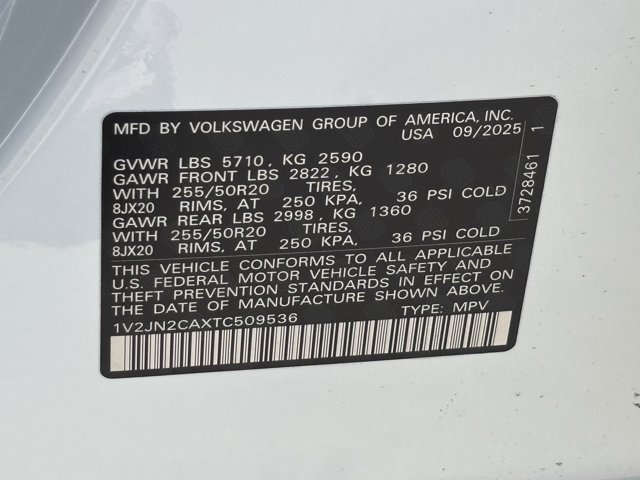 MFD BY VOLKSWAGEN GROUP OF AMERICA, INC.
USA 09/2025
GVWR LBS 5710, KG 2590
GAWR FRONT LBS 2822, KG 1280
WITH 255/50R20 TIRES,
8JX20 RIMS, AT 250 KPA, 36 PSI COLD
GAWR REAR LBS 2998, KG 1360
WITH 255/50R20 TIRES,
8JX20 RIMS, AT 250 KPA, 36 PSI COLD
THIS VEHICLE CONFORMS TO ALL APPLICABLE
U.S. FEDERAL MOTOR VEHICLE SAFETY AND
THEFT PREVENTION STANDARDS IN EFFECT ON
THE DATE OF MANUFACTURE SHOWN ABOVE.
1V2JN2CAXTC509536 TYPE: MPV
3728461 1